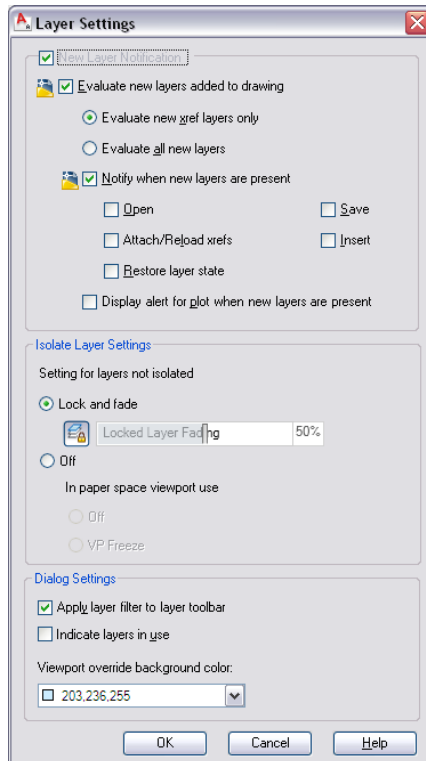 Layer Settings
New Layer Notification
Evaluate new layers added to drawing
Evaluate new xref layers only
Evaluate all new layers
Notify when new layers are present
Open
Save
Attach/Reload xrefs
Insert
Restore layer state
Display alert for plot when new layers are present
Isolate Layer Settings
Setting for layers not isolated
Lock and fade
Locked Layer Fading 50%
Off
In paper space viewport use
Off
VP Freeze
Dialog Settings
Apply layer filter to layer toolbar
Indicate layers in use
Viewport override background color:
203,236,255
OK
Cancel
Help